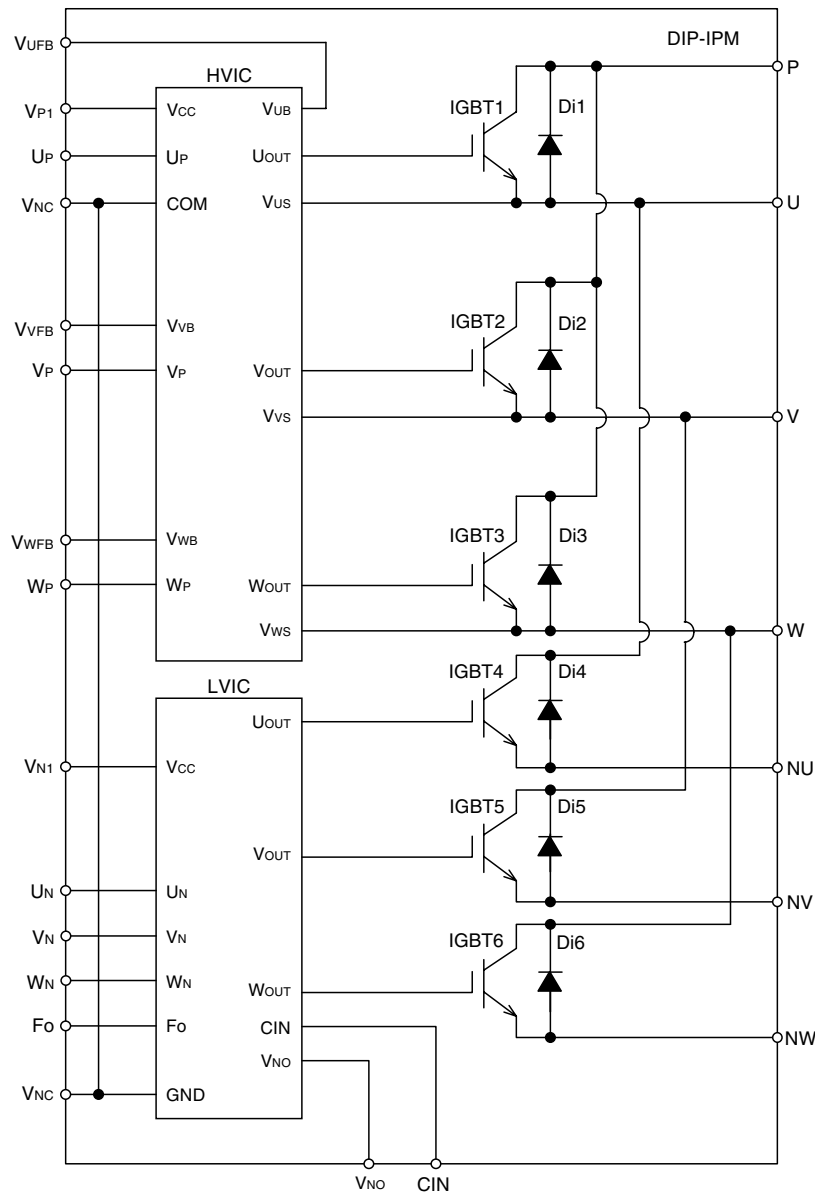 DIP-IPM
VUFB
P
HVIC
IGBT1
Di1
VP1
VCC
VUB
UP
UP
UOUT
VNC
COM
VUS
U
IGBT2
Di2
VVFB
VVB
VP
VP
VOUT
VVS
V
IGBT3
Di3
VWFB
VWB
WP
WP
WOUT
VWS
W
IGBT4
Di4
LVIC
UOUT
VN1
VCC
NU
IGBT5
Di5
VOUT
UN
UN
NV
VN
VN
IGBT6
Di6
WN
WN
WOUT
Fo
Fo
CIN
NW
VNO
VNC
GND
VNO
CIN